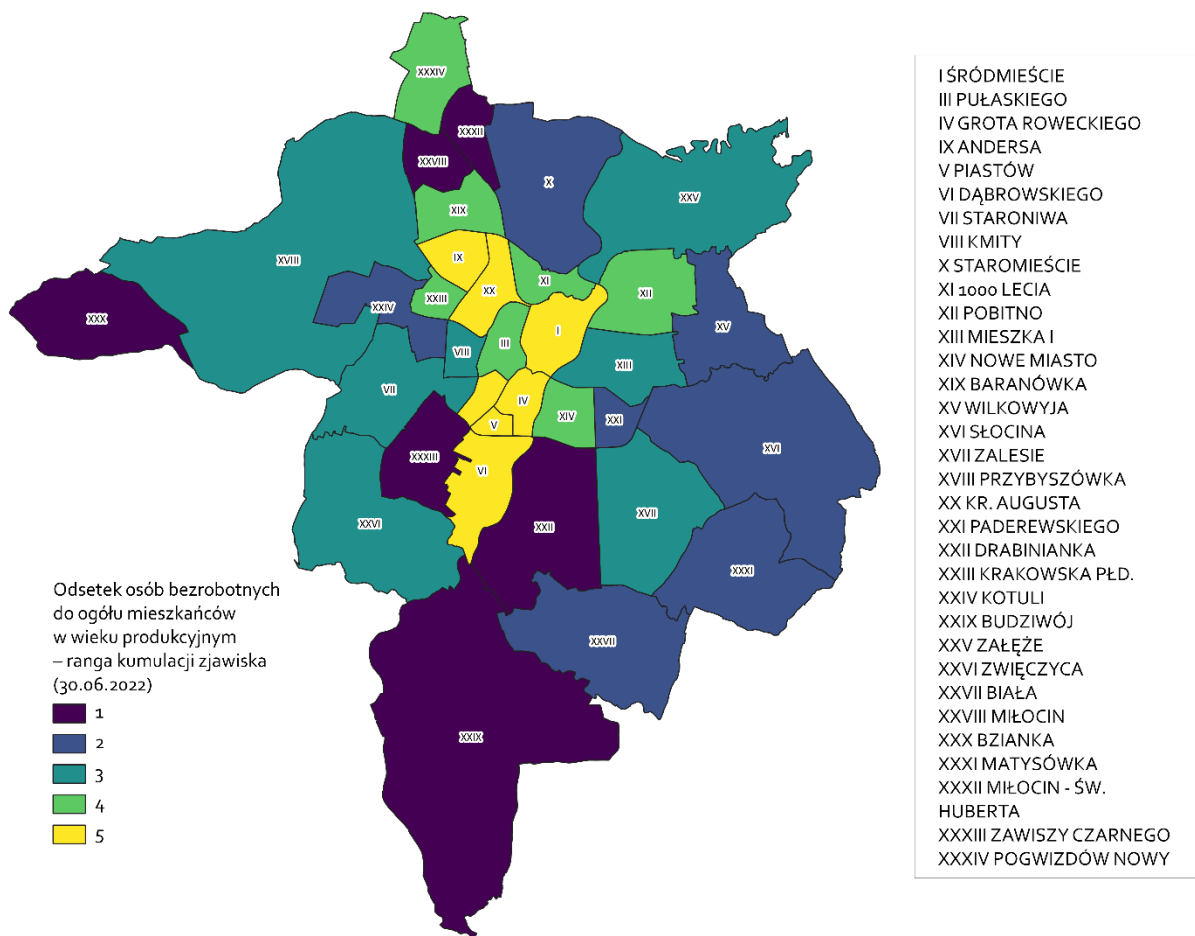 XXXIV
XXXII
XXVIII
X
XXV
XIX
IX
XVIII
XI
XX
XII
XXIII
XXIV
XXX
XV
I
III
VIII
XIII
VII
IV
XIV
XXI
V
XVI
XXXIII
VI
XXII
XVII
XXVI
XXXI
XXVII
XXIX
Odsetek osób bezrobotnych
do ogółu mieszkańców
w wieku produkcyjnym
– ranga kumulacji zjawiska
(30.06.2022)
1
2
3
4
5
I ŚRÓDMIEŚCIE
III PUŁASKIEGO
IV GROTA ROWECKIEGO
IX ANDERSA
V PIASTÓW
VI DĄBROWSKIEGO
VII STARONIWA
VIII KMITY
X STAROMIEŚCIE
XI 1000 LECIA
XII POBITNO
XIII MIESZKA I
XIV NOWE MIASTO
XIX BARANÓWKA
XV WILKOWYJA
XVI SŁOCINA
XVII ZALESIE
XVIII PRZYBYSZÓWKA
XX KR. AUGUSTA
XXI PADEREWSKIEGO
XXII DRABINIANKA
XXIII KRAKOWSKA PŁD.
XXIV KOTULI
XXIX BUDZIWÓJ
XXV ZAŁĘŻE
XXVI ZWIĘCZYCA
XXVII BIAŁA
XXVIII MIŁOCIN
XXX BZIANKA
XXXI MATYSÓWKA
XXXII MIŁOCIN - ŚW.
HUBERTA
XXXIII ZAWISZY CZARNEGO
XXXIV POGWIZDÓW NOWY